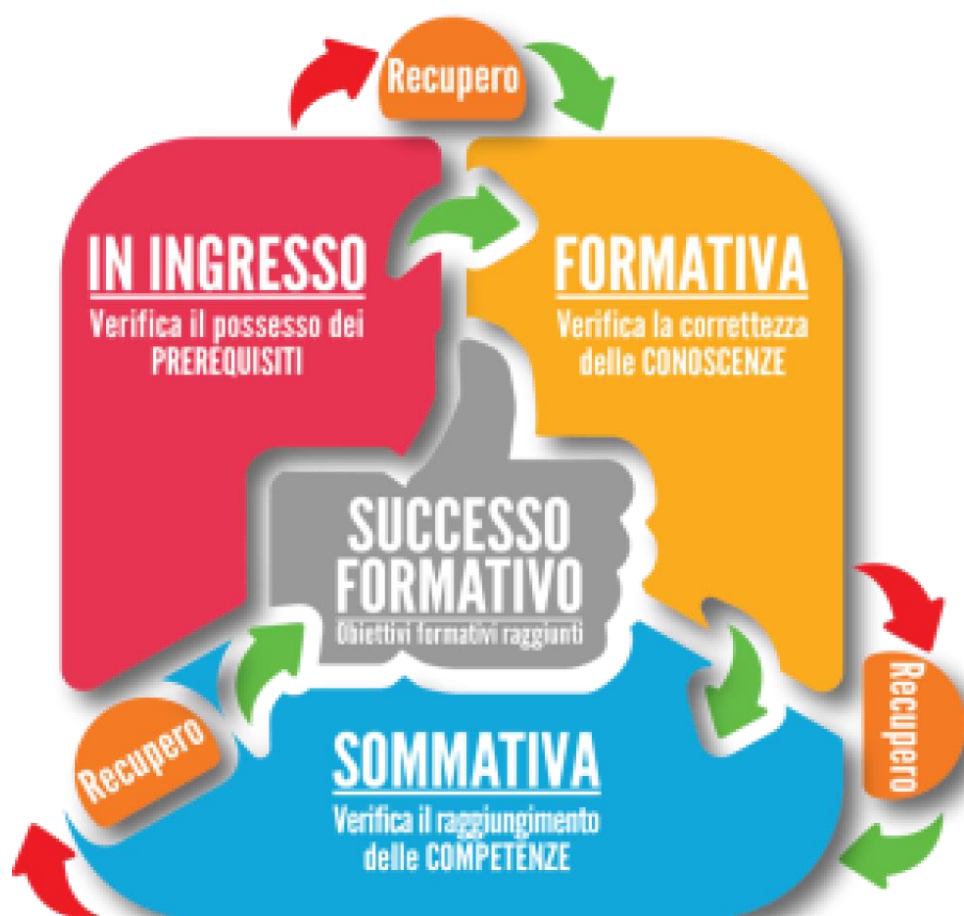 Recupero
IN INGRESSO
Verifica il possesso dei
PREREQUISITI
FORMATIVA
Verifica la correttezza
delle CONOSCENZE
SUCCESSO
FORMATIVO
Obiettivi formativi raggiunti
Recupero
Recupero
SOMMATIVA
Verifica il raggiungimento
delle COMPETENZE